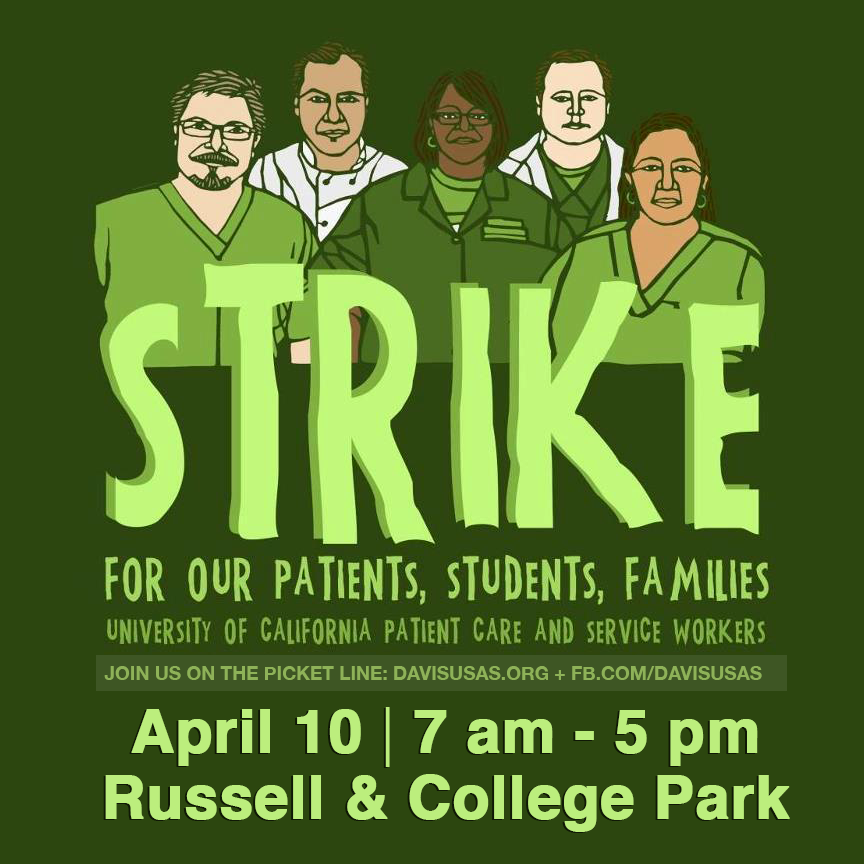 STRIKE
FOR OUR PATIENTS, STUDENTS, FAMILIES
UNIVERSITY OF CALIFORNIA PATIENT CARE AND SERVICE WORKERS
JOIN US ON THE PICKET LINE: DAVISUSAS.ORG + FB.COM/DAVISUSAS
April 10 | 7 am - 5 pm
Russell & College Park